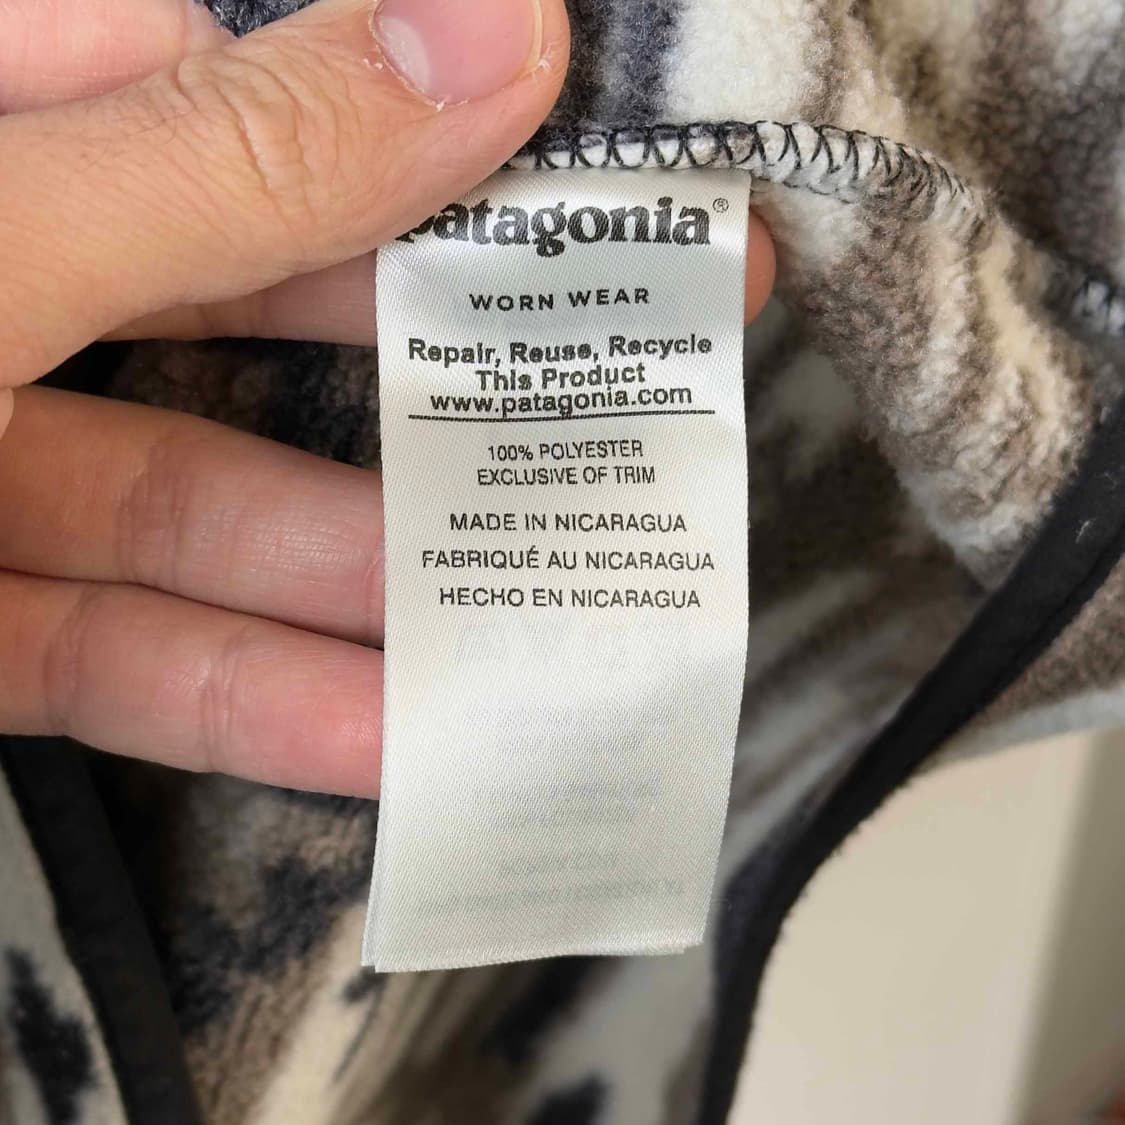 patagonia®
WORN WEAR
Repair, Reuse, Recycle
This Product
www.patagonia.com
100% POLYESTER
EXCLUSIVE OF TRIM
MADE IN NICARAGUA
FABRIQUÉ AU NICARAGUA
HECHO EN NICARAGUA